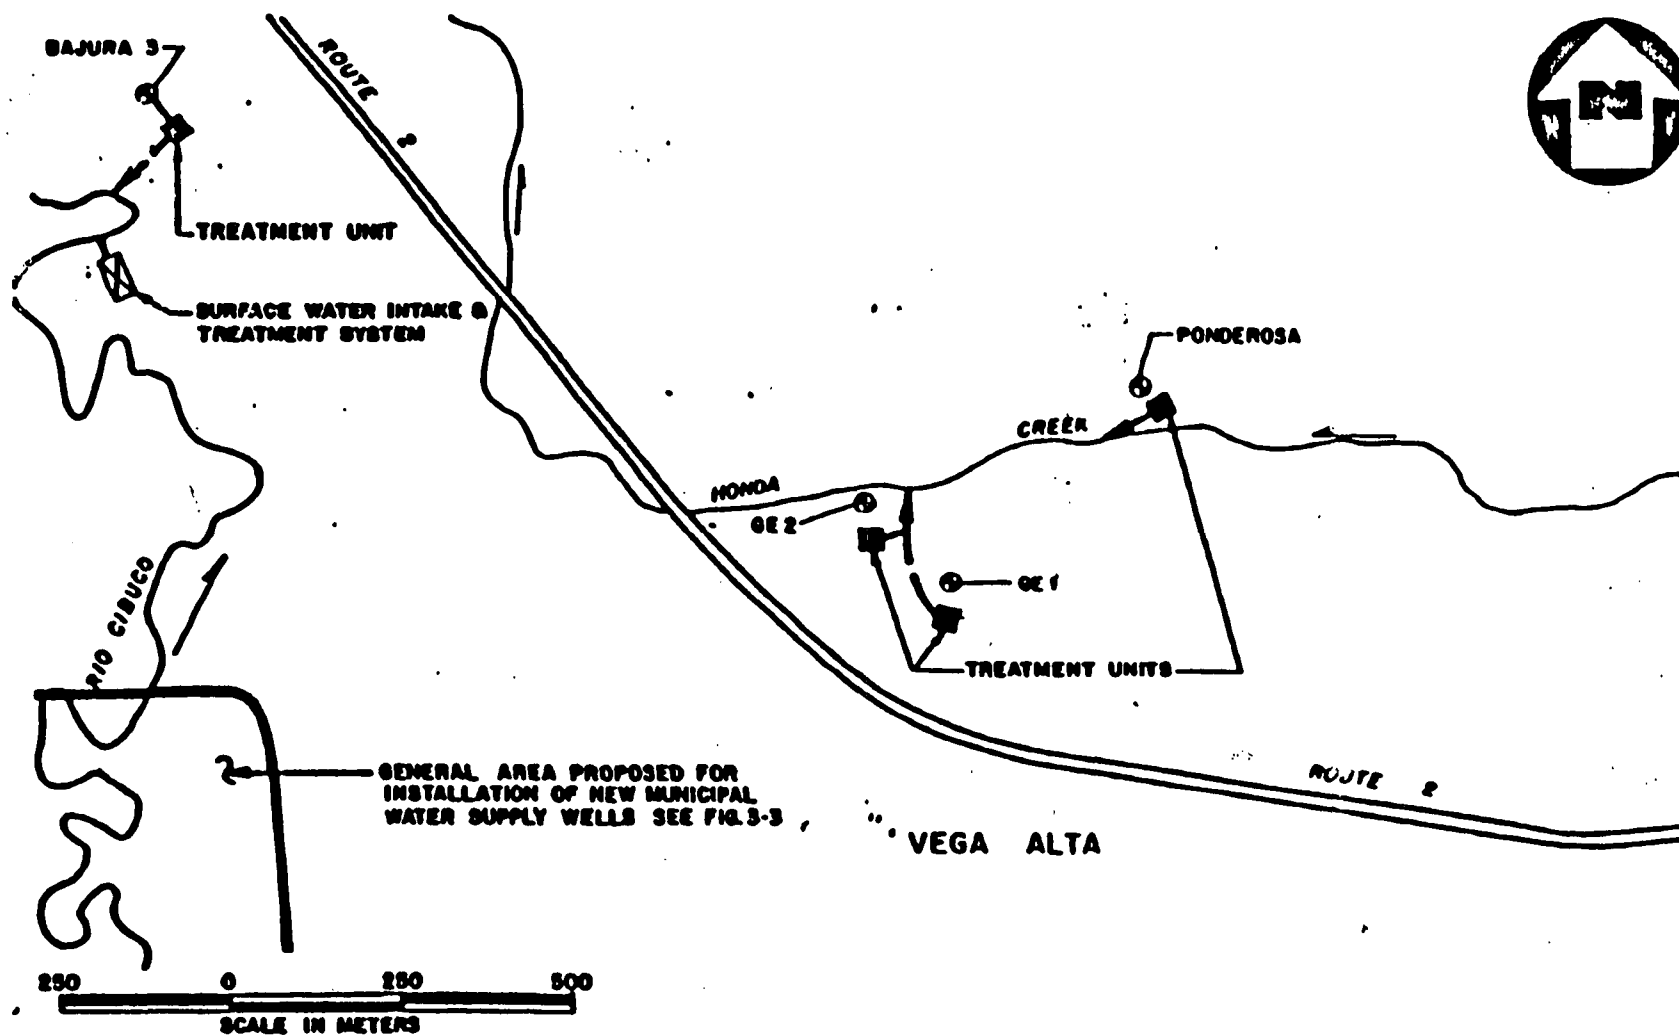 BAJURA 3
ROUTE 2
N
TREATMENT UNIT
SURFACE WATER INTAKE &
TREATMENT SYSTEM
PONDEROSA
CREEK
HONDA
GE 2
GE 1
RIO CIBUCO
TREATMENT UNITS
GENERAL AREA PROPOSED FOR
INSTALLATION OF NEW MUNICIPAL
WATER SUPPLY WELLS SEE FIG. 3-3
ROUTE 2
VEGA ALTA
250 0 250 500
SCALE IN METERS